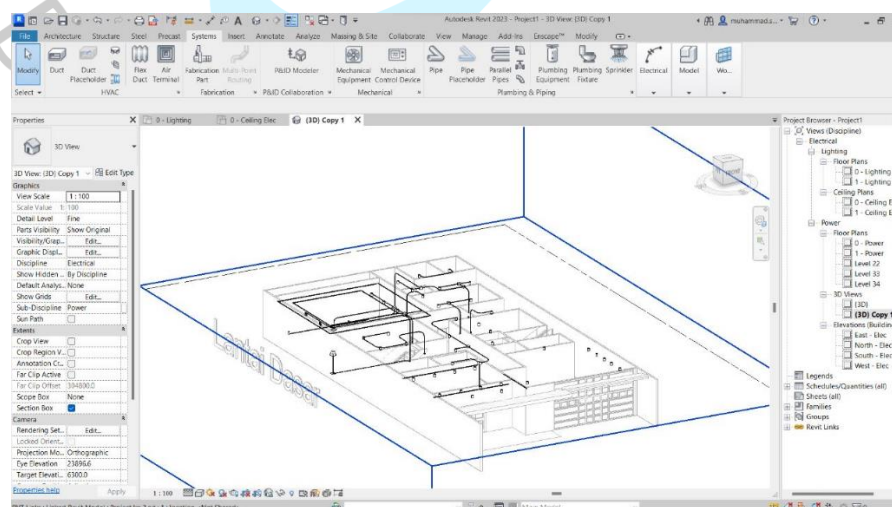 Autodesk Revit 2023 - Project1 - 3D View: {3D} Copy 1
muhammad.s...
File Architecture Structure Steel Precast Systems Insert Annotate Analyze Massing & Site Collaborate View Manage Add-Ins Enscape™ Modify
Modify Duct Duct Placeholder Flex Duct Air Terminal Fabrication Part Multi-Point Routing P&ID Modeler Mechanical Equipment Mechanical Control Device Pipe Pipe Placeholder Parallel Pipes Plumbing Equipment Plumbing Fixture Sprinkler Electrical Model Wo...
Select HVAC Fabrication P&ID Collaboration Mechanical Plumbing & Piping
Properties
3D View
3D View: {3D} Copy 1 Edit Type
Graphics
View Scale 1 : 100
Scale Value 1: 100
Detail Level Fine
Parts Visibility Show Original
Visibility/Grap... Edit...
Graphic Displ... Edit...
Discipline Electrical
Show Hidden ... By Discipline
Default Analys... None
Show Grids Edit...
Sub-Discipline Power
Sun Path
Extents
Crop View
Crop Region V...
Annotation Cr...
Far Clip Active
Far Clip Offset 304800.0
Scope Box None
Section Box
Camera
Rendering Set... Edit...
Locked Orient...
Projection Mo... Orthographic
Eye Elevation 23896.6
Target Elevati... 6300.0
Properties help Apply
0 - Lighting 0 - Ceiling Elec {3D} Copy 1
Lantai Dasar
1 : 100
Project Browser - Project1
Views (Discipline)
Electrical
Lighting
Floor Plans
0 - Lighting
1 - Lighting
Ceiling Plans
0 - Ceiling E
1 - Ceiling E
Power
Floor Plans
0 - Power
1 - Power
Level 22
Level 33
Level 34
3D Views
{3D}
{3D} Copy 1
Elevations (Building
East - Elec
North - Elec
South - Elec
West - Elec
Legends
Schedules/Quantities (all)
Sheets (all)
Families
Groups
Revit Links
Main Model